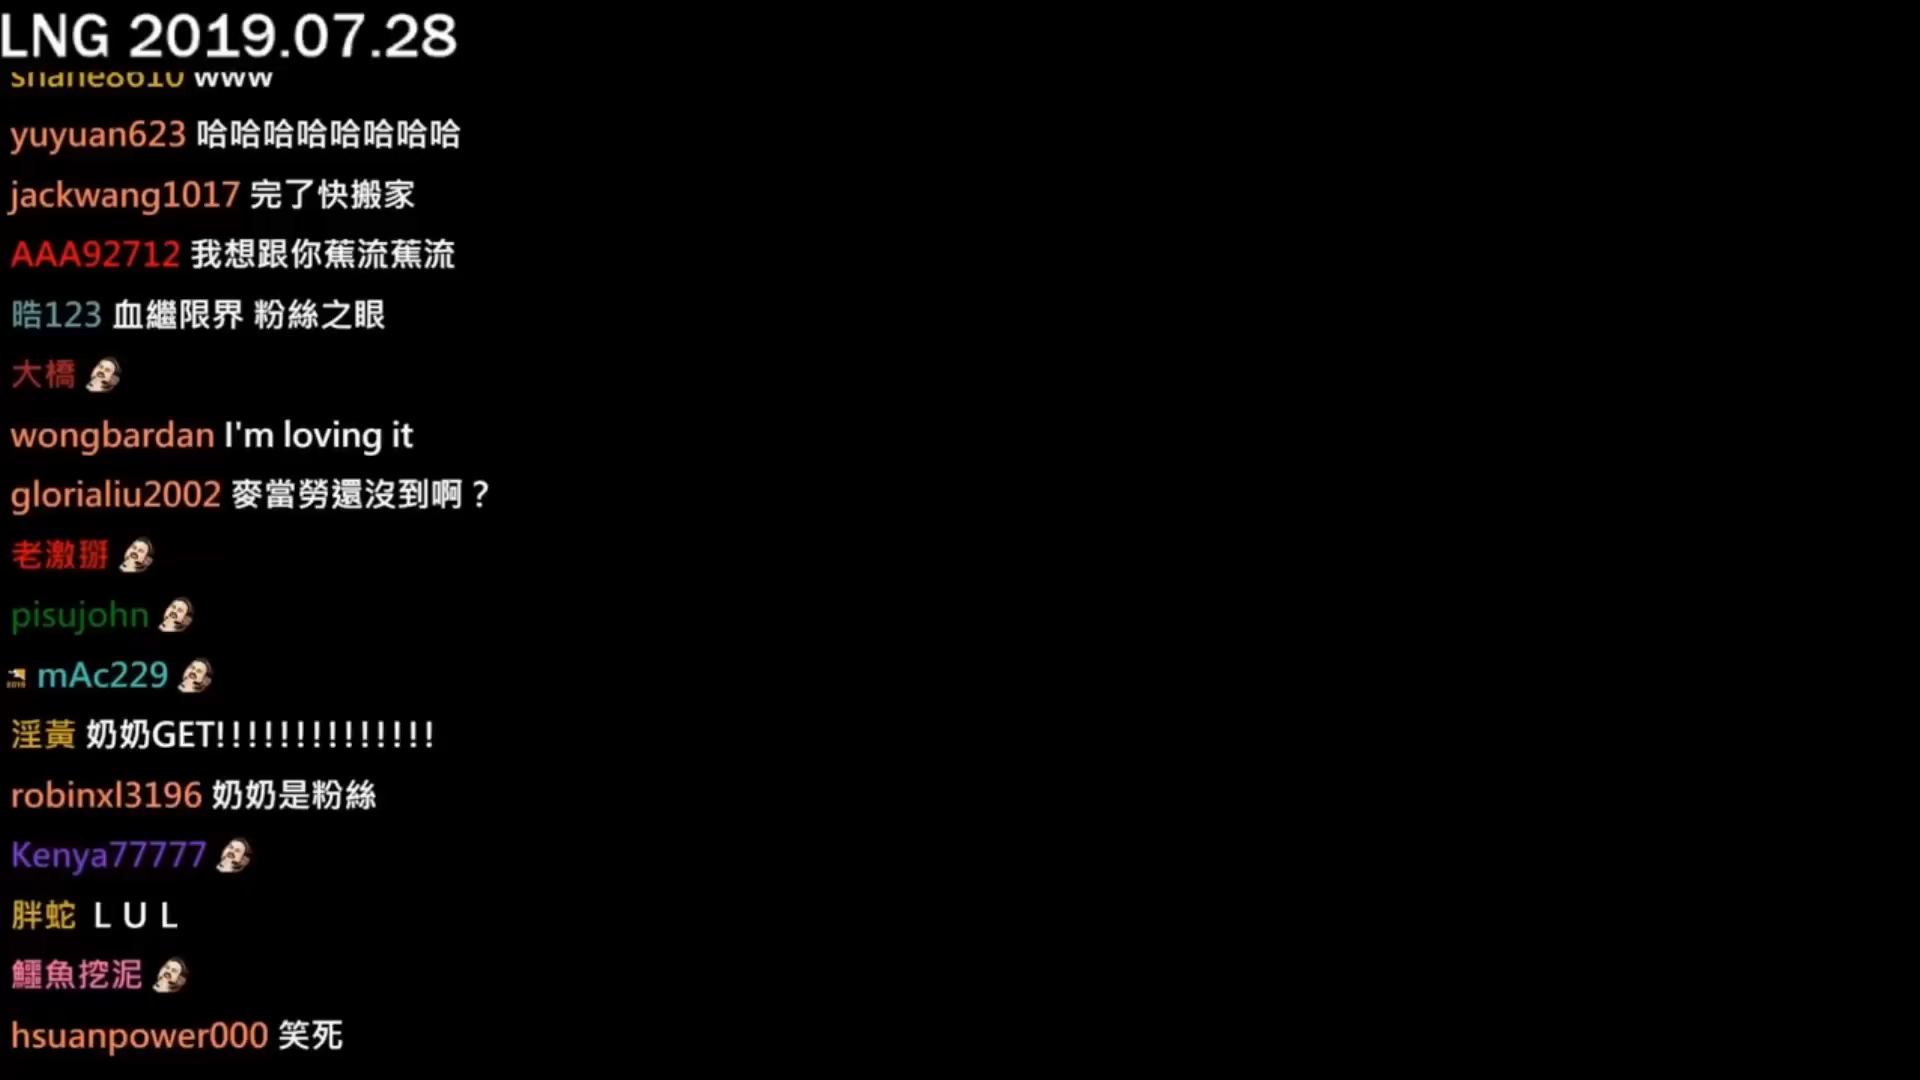 LNG 2019.07.28
shane8610 www
yuyuan623 哈哈哈哈哈哈哈哈
jackwang1017 完了快搬家
AAA92712 我想跟你蕉流蕉流
晧123 血繼限界 粉絲之眼
大橋
wongbardan I'm loving it
glorialiu2002 麥當勞還沒到啊？
老激掰
pisujohn
mAc229
淫黃 奶奶GET!!!!!!!!!!!!!!
robinxl3196 奶奶是粉絲
Kenya77777
胖蛇 L U L
鱷魚挖泥
hsuanpower000 笑死